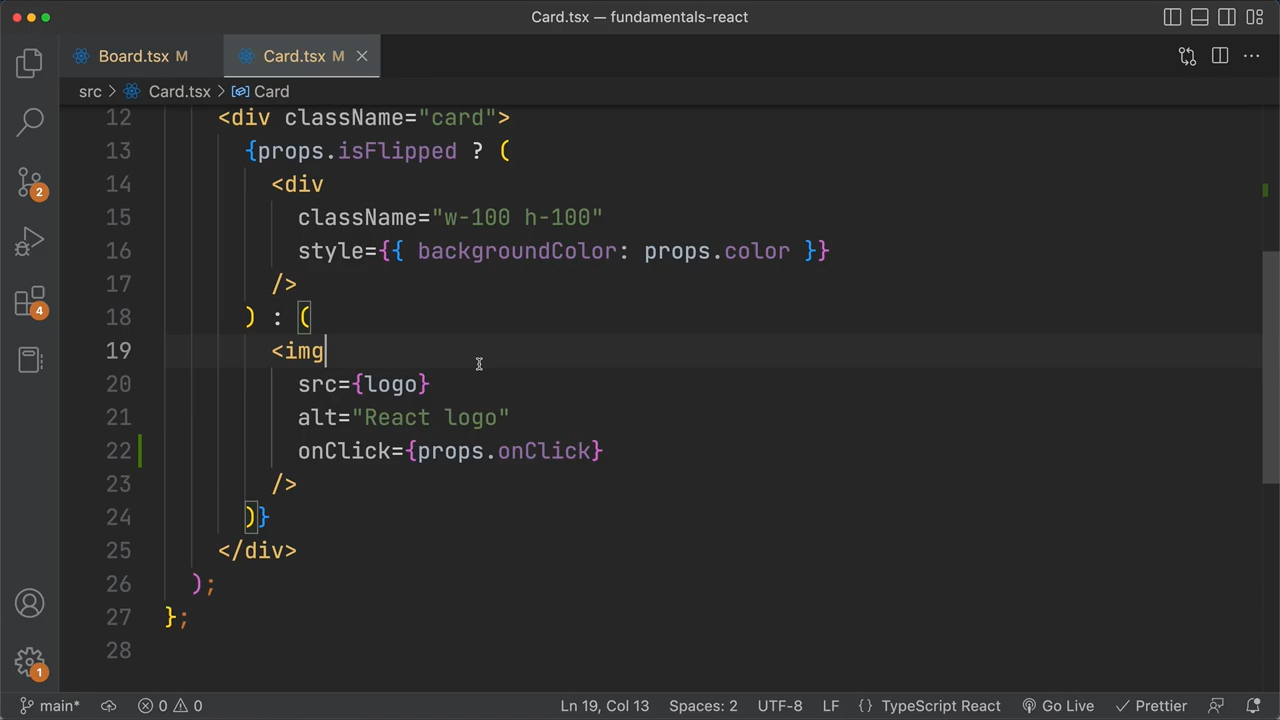 Card.tsx — fundamentals-react
Board.tsx M
Card.tsx M
src > Card.tsx > Card
12 <div className="card">
13 {props.isFlipped ? (
14 <div
15 className="w-100 h-100"
16 style={{ backgroundColor: props.color }}
17 />
18 ) : (
19 <img
20 src={logo}
21 alt="React logo"
22 onClick={props.onClick}
23 />
24 )}
25 </div>
26 );
27 };
28
2
4
1
main* 0 0 Ln 19, Col 13 Spaces: 2 UTF-8 LF {} TypeScript React Go Live Prettier